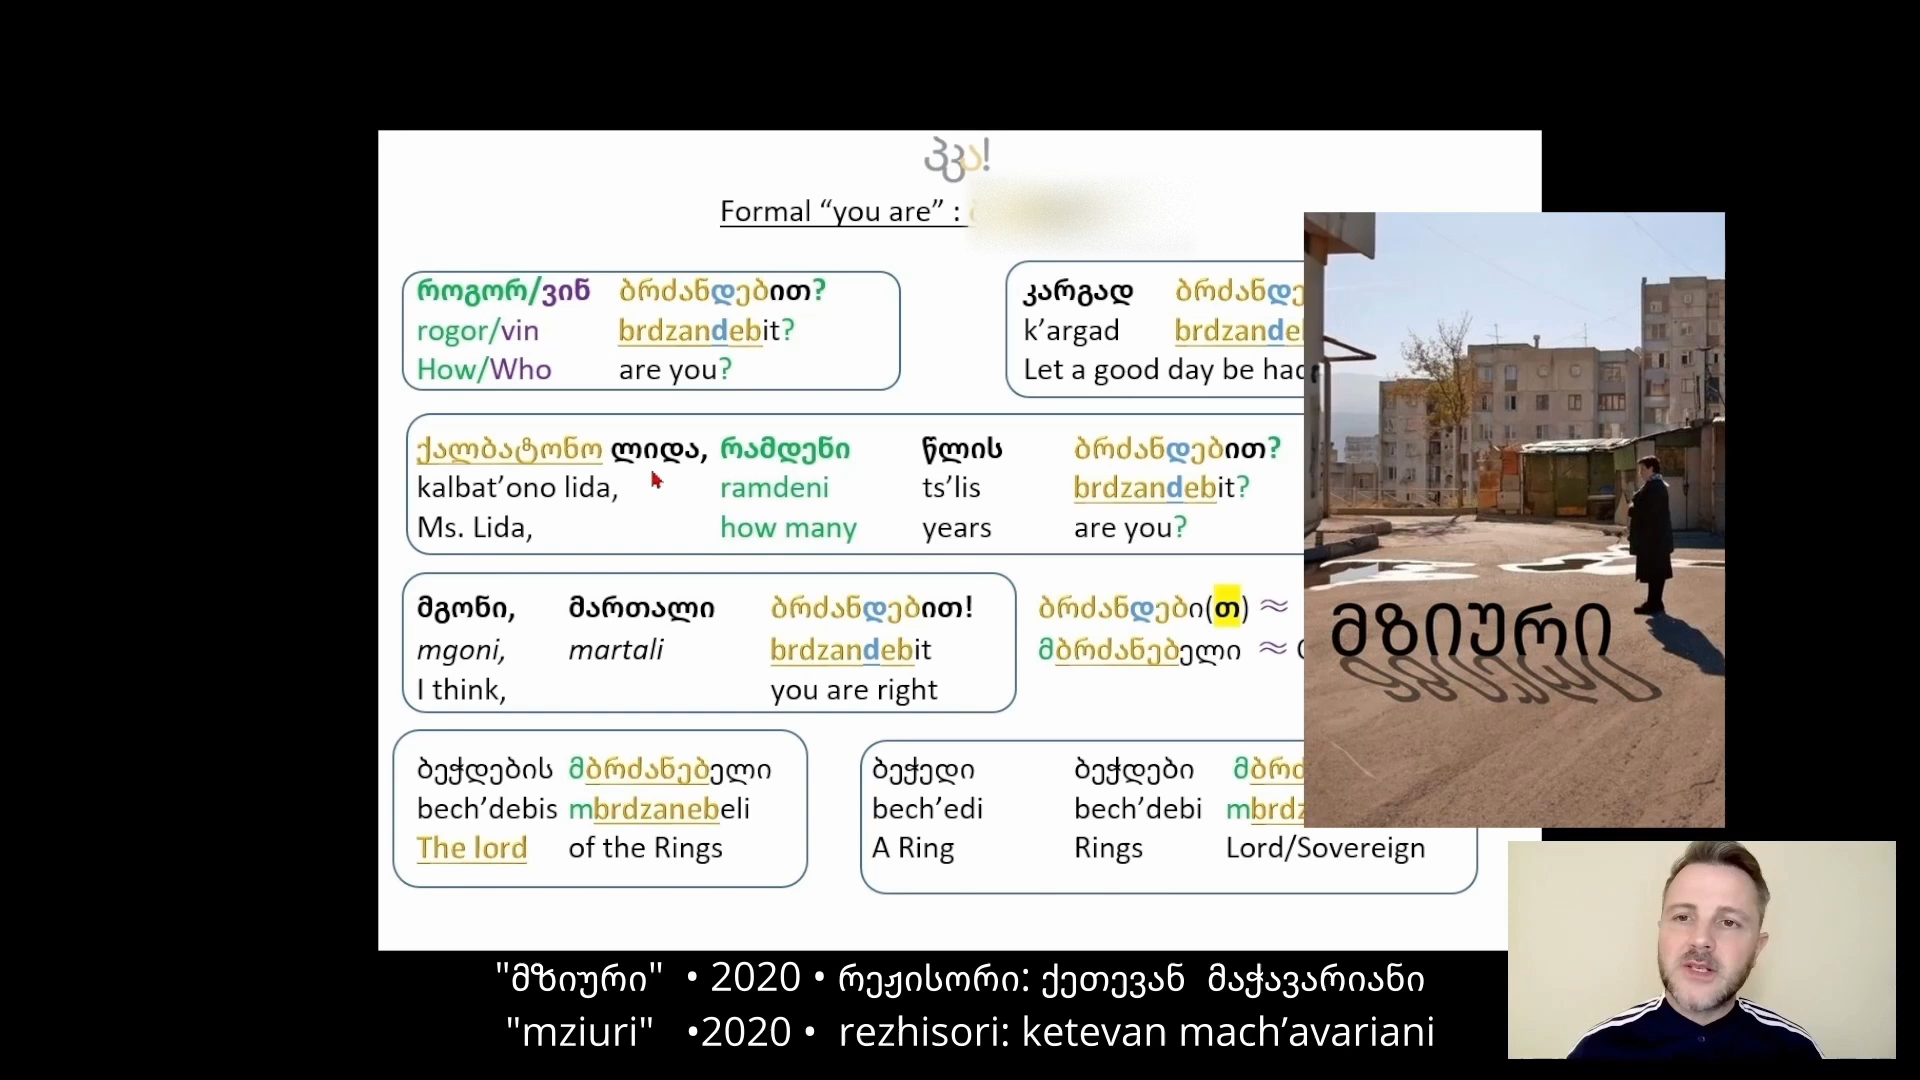 ჰკა!
Formal “you are” :
როგორ/ვინ ბრძანდებით?
rogor/vin brdzandebit?
How/Who are you?
კარგად
k’argad
Let a good day be had
ქალბატონო ლიდა, რამდენი წლის ბრძანდებით?
kalbat’ono lida, ramdeni ts’lis brdzandebit?
Ms. Lida, how many years are you?
მგონი, მართალი ბრძანდებით!
mgoni, martali brdzandebit
I think, you are right
ბრძანდები(თ) ≈
მბრძანებელი ≈
ბეჭდების მბრძანებელი
bech’debis mbrdzanebeli
The lord of the Rings
ბეჭედი ბეჭდები
bech’edi bech’debi
A Ring Rings Lord/Sovereign
მზიური
"მზიური" • 2020 • რეჟისორი: ქეთევან მაჭავარიანი
"mziuri" •2020 • rezhisori: ketevan mach’avariani